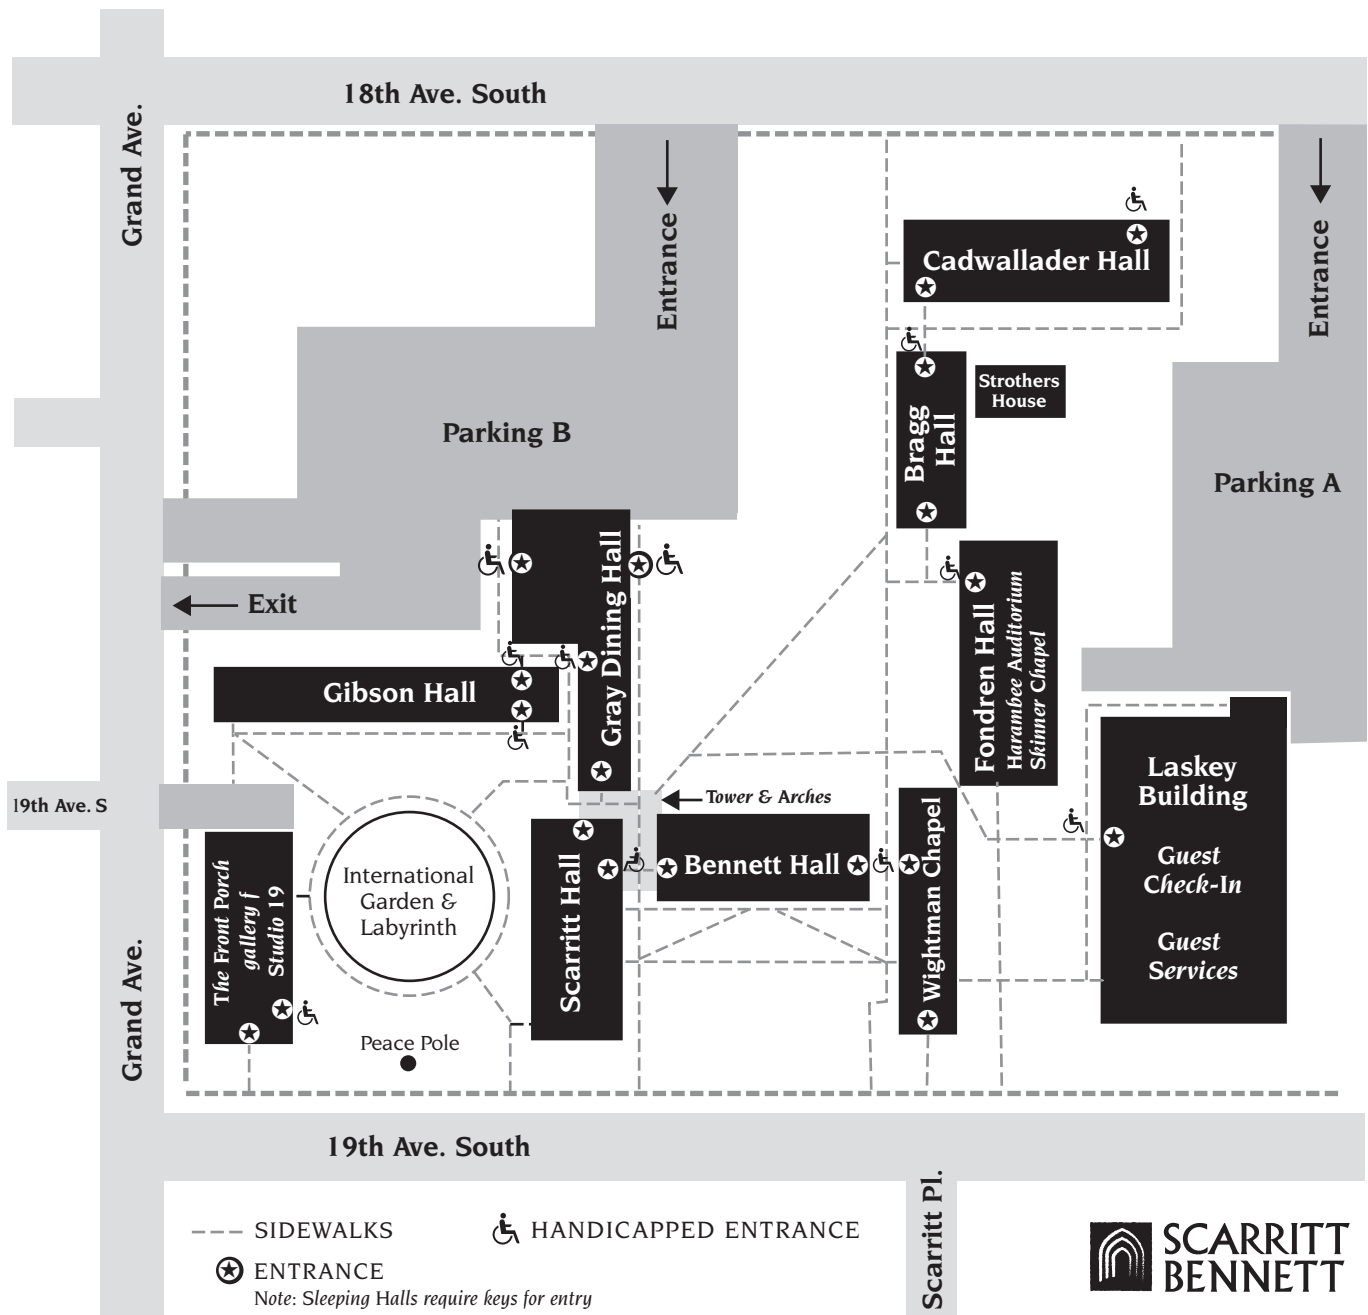 18th Ave. South
Grand Ave.
Entrance
Entrance
Cadwallader Hall
Strothers
House
Bragg
Hall
Parking B
Parking A
Exit
Gray Dining Hall
Gibson Hall
Fondren Hall
Harambee Auditorium
Skinner Chapel
Laskey
Building
Guest
Check-In
Guest
Services
19th Ave. S
Tower & Arches
Bennett Hall
Wightman Chapel
Scarritt Hall
International
Garden &
Labyrinth
The Front Porch
gallery f
Studio 19
Peace Pole
Grand Ave.
19th Ave. South
Scarritt Pl.
SIDEWALKS
HANDICAPPED ENTRANCE
ENTRANCE
Note: Sleeping Halls require keys for entry
SCARRITT
BENNETT